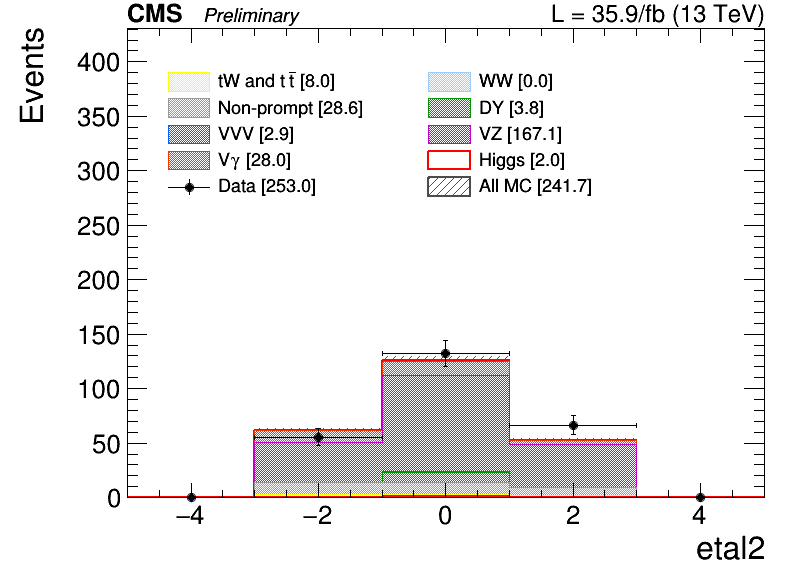 CMS Preliminary L = 35.9/fb (13 TeV)
Events
400
350
300
250
200
150
100
50
0
tW and t t̄ [8.0]
Non-prompt [28.6]
VVV [2.9]
Vγ [28.0]
Data [253.0]
WW [0.0]
DY [3.8]
VZ [167.1]
Higgs [2.0]
All MC [241.7]
−4 −2 0 2 4
etal2